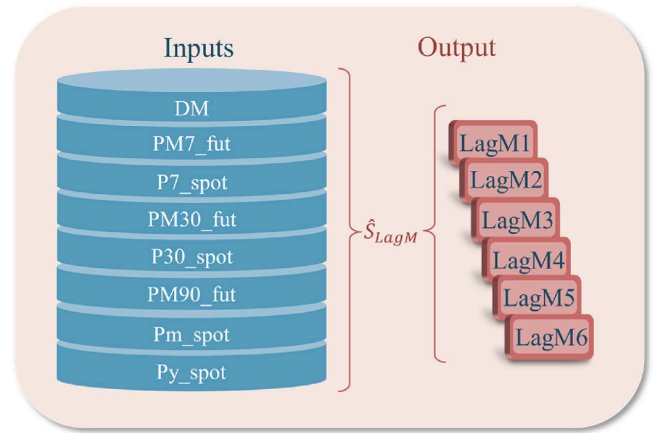 Inputs
Output
DM
PM7_fut
P7_spot
PM30_fut
P30_spot
PM90_fut
Pm_spot
Py_spot
Ŝ_LagM
LagM1
LagM2
LagM3
LagM4
LagM5
LagM6